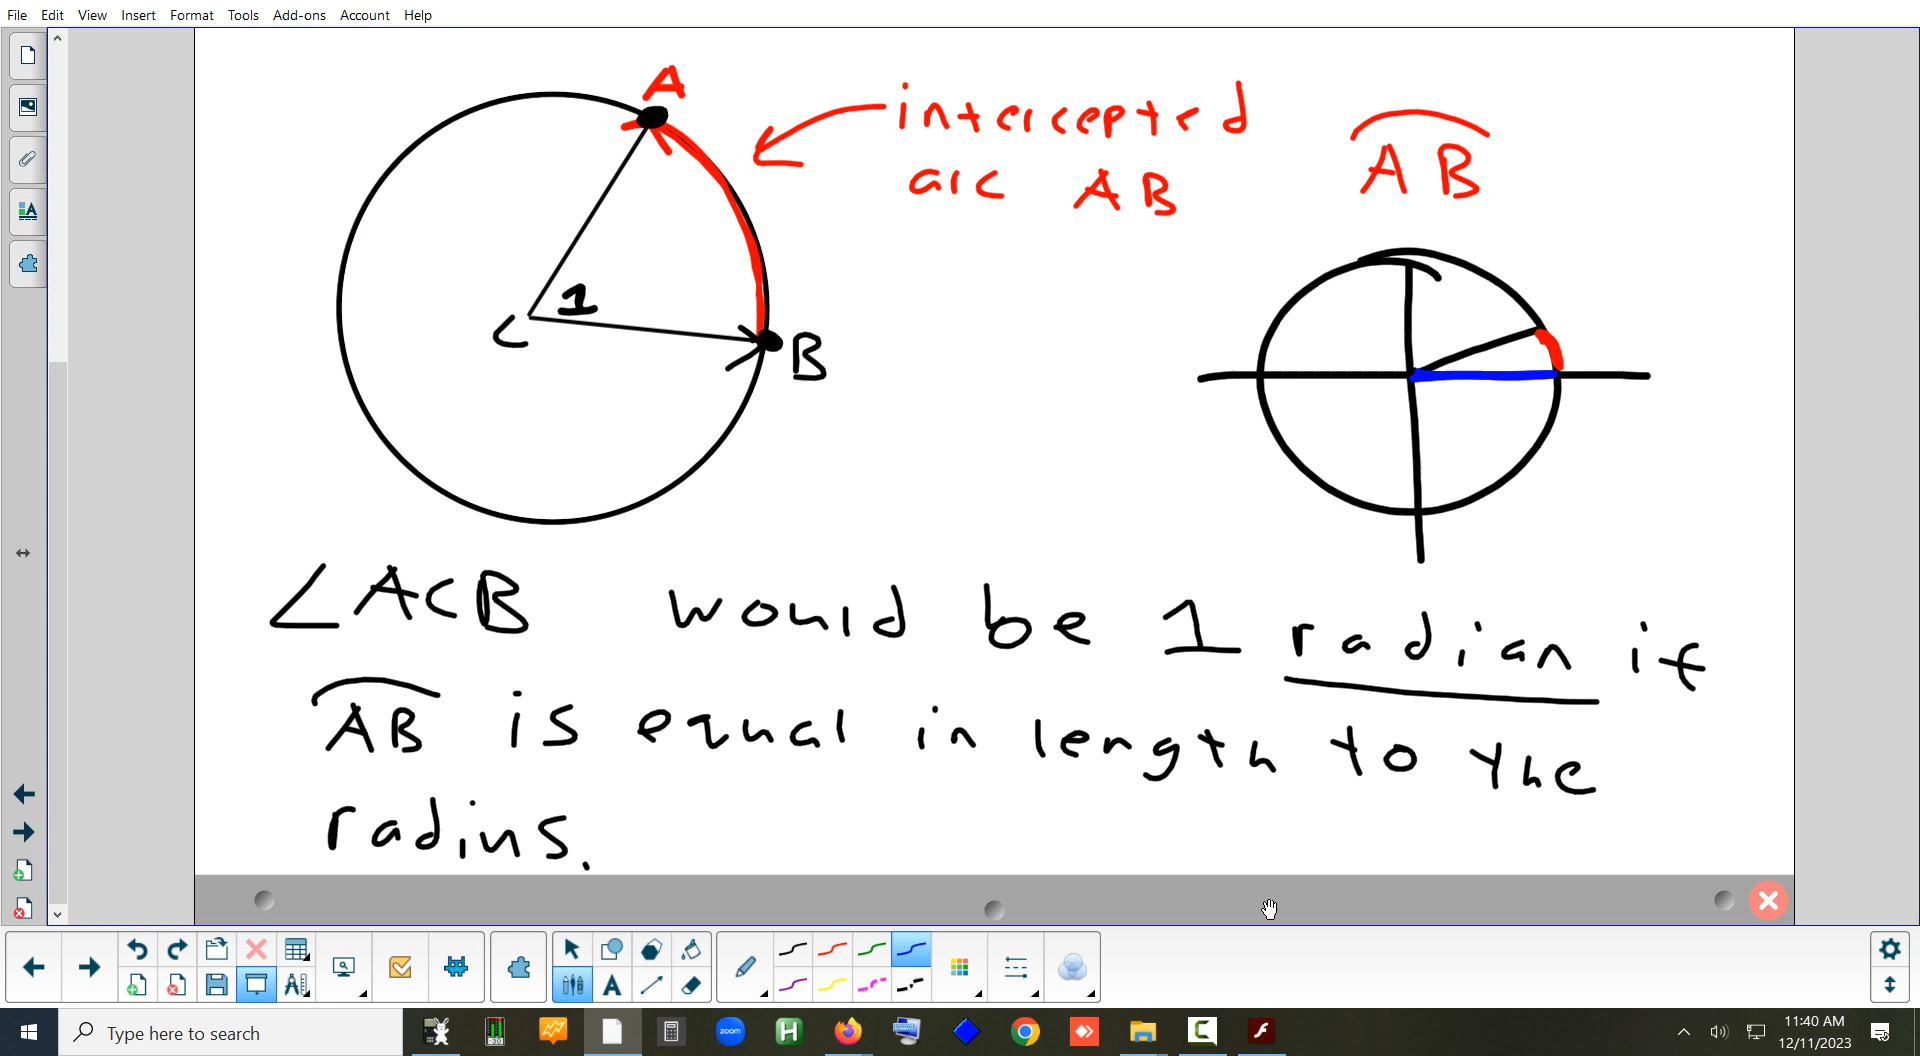 File Edit View Insert Format Tools Add-ons Account Help
A
intercepted
arc AB
AB
1
C
B
∠ACB would be 1 radian if
AB is equal in length to the
radius.
A
zoom
H
C
Type here to search
11:40 AM
12/11/2023